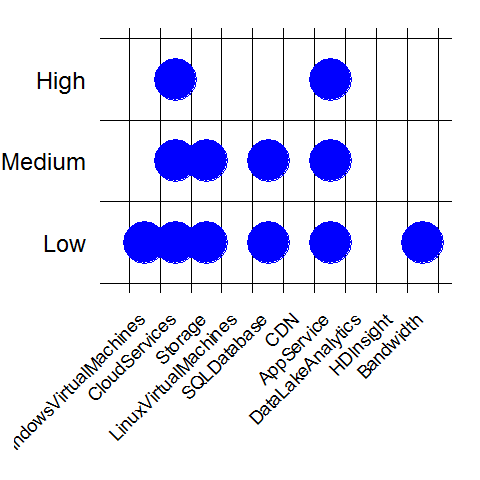 High
Medium
Low
ndowsVirtualMachines
CloudServices
Storage
LinuxVirtualMachines
SQLDatabase
CDN
AppService
DataLakeAnalytics
HDInsight
Bandwidth